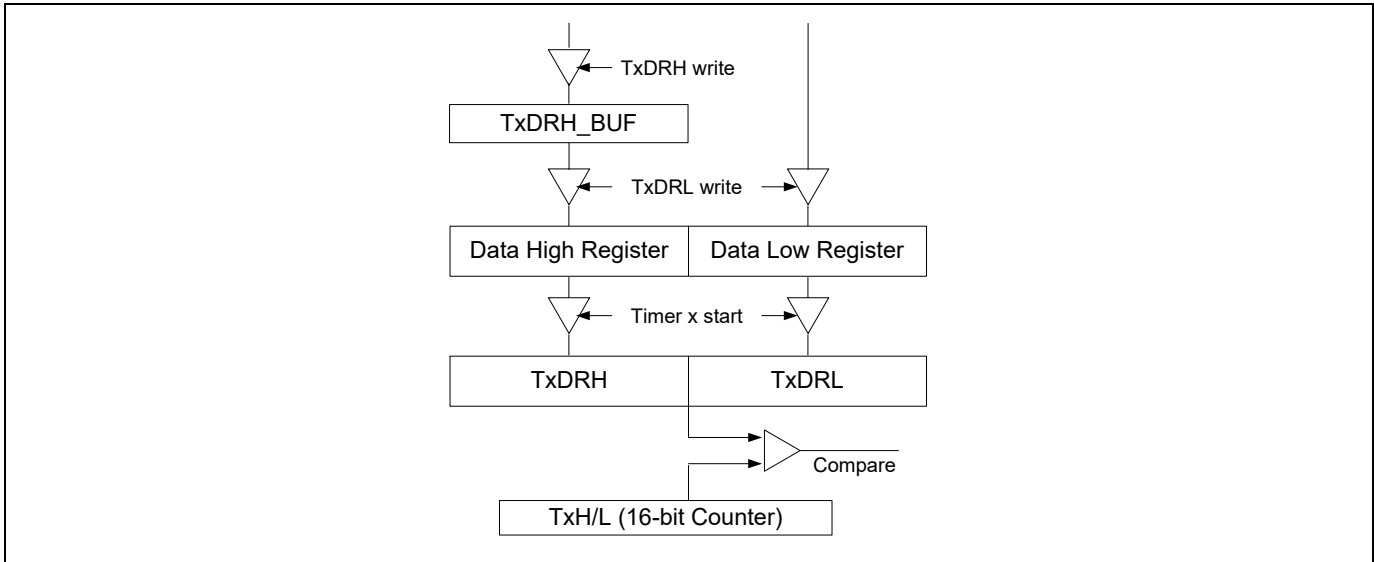 TxDRH write
TxDRH_BUF
TxDRL write
Data High Register
Data Low Register
Timer x start
TxDRH
TxDRL
Compare
TxH/L (16-bit Counter)